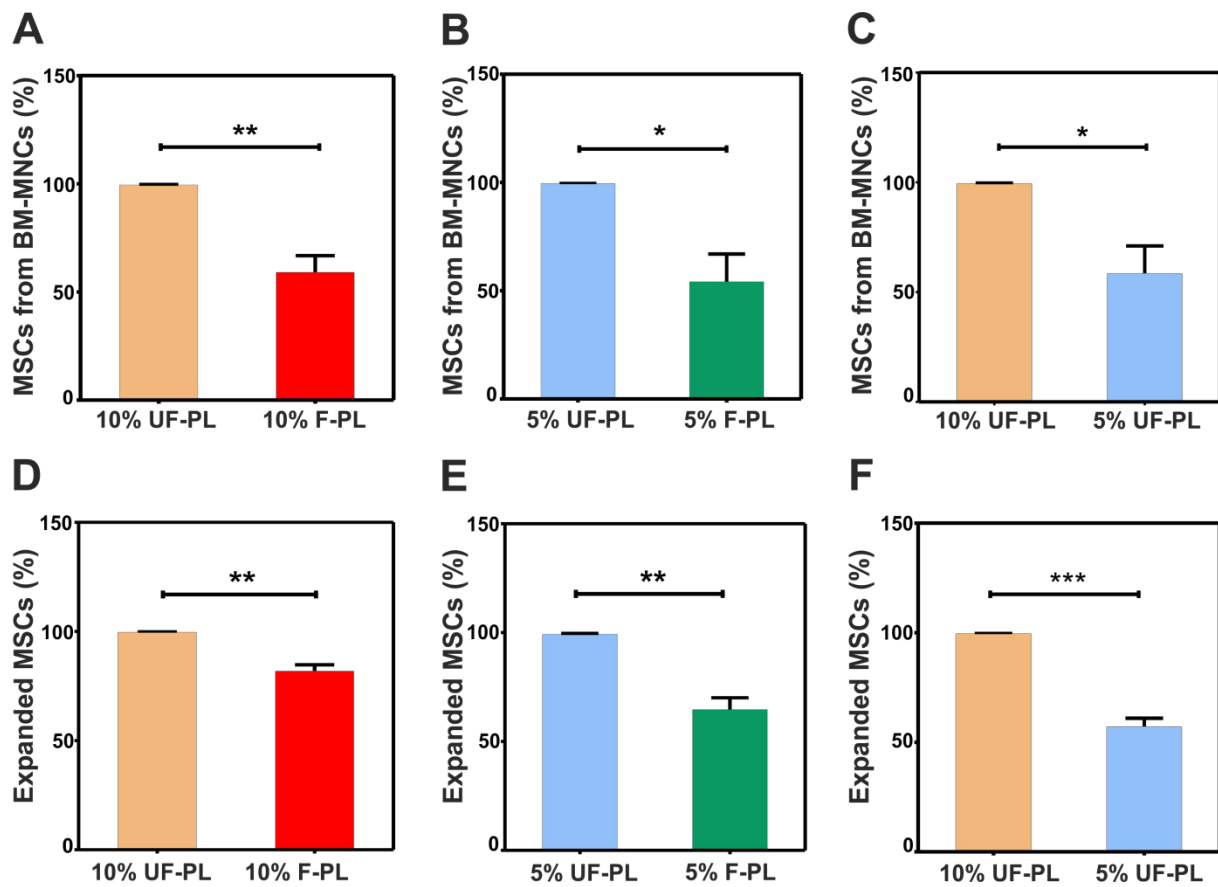 A
B
C
MSCs from BM-MNCs (%)
150
100
50
0
**
10% UF-PL 10% F-PL
MSCs from BM-MNCs (%)
150
100
50
0
*
5% UF-PL 5% F-PL
MSCs from BM-MNCs (%)
150
100
50
0
*
10% UF-PL 5% UF-PL
D
E
F
Expanded MSCs (%)
150
100
50
0
**
10% UF-PL 10% F-PL
Expanded MSCs (%)
150
100
50
0
**
5% UF-PL 5% F-PL
Expanded MSCs (%)
150
100
50
0
***
10% UF-PL 5% UF-PL